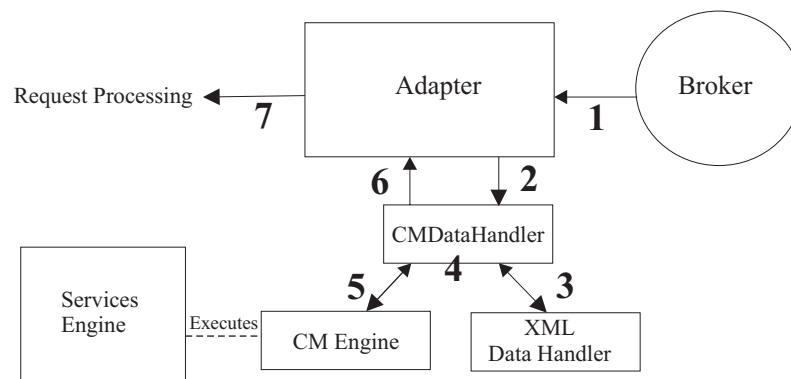 Request Processing
7
Adapter
1
Broker
6
2
CMDataHandler
4
5
3
Services
Engine
Executes
CM Engine
XML
Data Handler